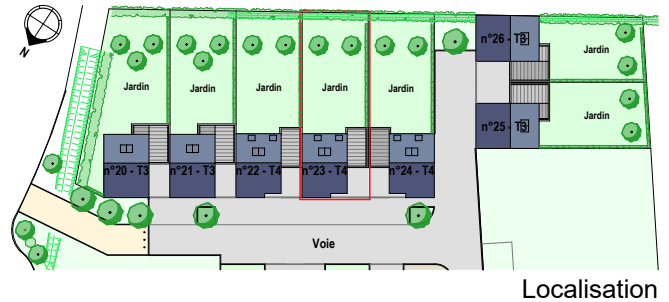 N
n°26 - T3
Jardin
Jardin
Jardin
Jardin
Jardin
Jardin
Jardin
n°25 - T3
n°20 - T3
n°21 - T3
n°22 - T4
n°23 - T4
n°24 - T4
Voie
Localisation